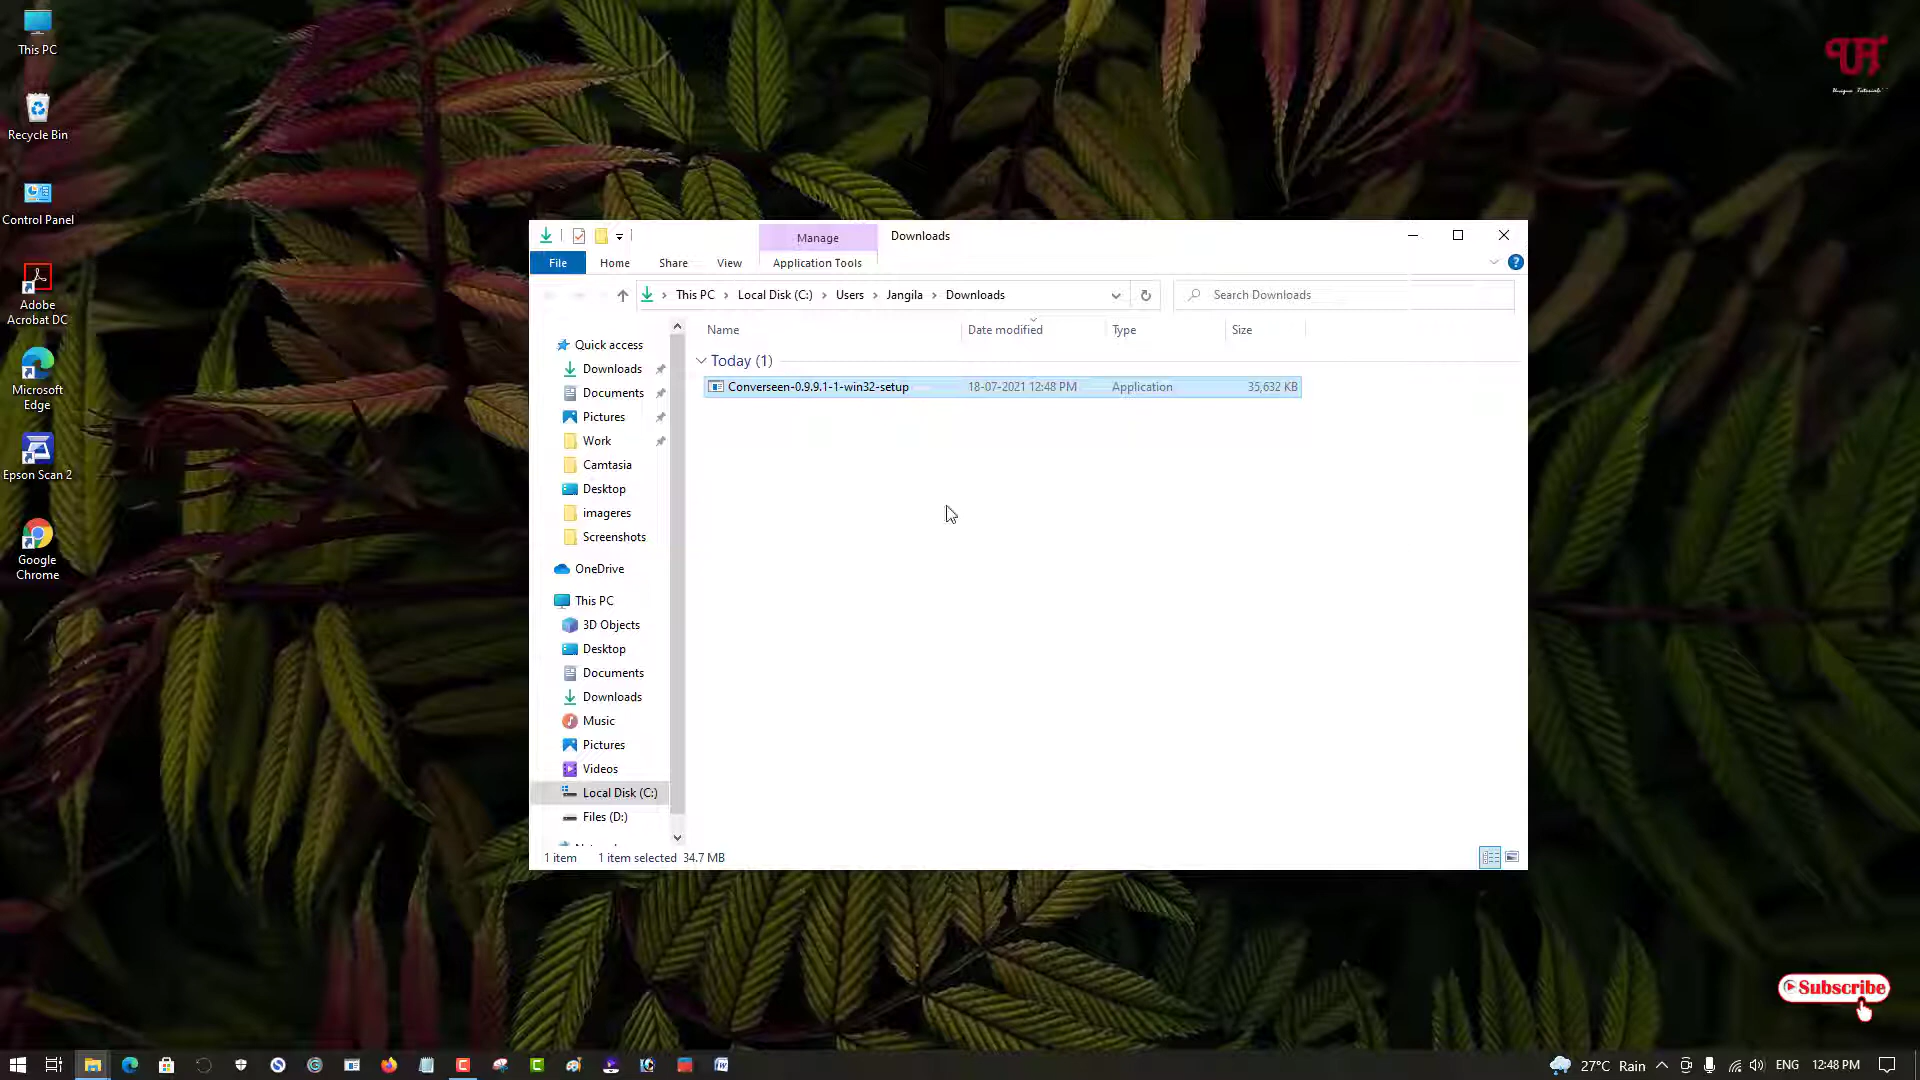 This PC
Recycle Bin
Control Panel
Adobe
Acrobat DC
Microsoft
Edge
Epson Scan 2
Google
Chrome
Manage
Downloads
File
Home
Share
View
Application Tools
This PC
Local Disk (C:)
Users
Jangila
Downloads
Search Downloads
Name
Date modified
Type
Size
Today (1)
Converseen-0.9.9.1-1-win32-setup
18-07-2021 12:48 PM
Application
35,632 KB
Quick access
Downloads
Documents
Pictures
Work
Camtasia
Desktop
imageres
Screenshots
OneDrive
This PC
3D Objects
Desktop
Documents
Downloads
Music
Pictures
Videos
Local Disk (C:)
Files (D:)
1 item
1 item selected 34.7 MB
UR
Unique Tutorials
Subscribe
27°C Rain
ENG
12:48 PM